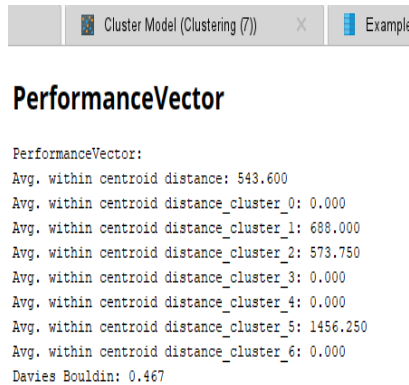 Cluster Model (Clustering (7))
Example
PerformanceVector
PerformanceVector:
Avg. within centroid distance: 543.600
Avg. within centroid distance_cluster_0: 0.000
Avg. within centroid distance_cluster_1: 688.000
Avg. within centroid distance_cluster_2: 573.750
Avg. within centroid distance_cluster_3: 0.000
Avg. within centroid distance_cluster_4: 0.000
Avg. within centroid distance_cluster_5: 1456.250
Avg. within centroid distance_cluster_6: 0.000
Davies Bouldin: 0.467